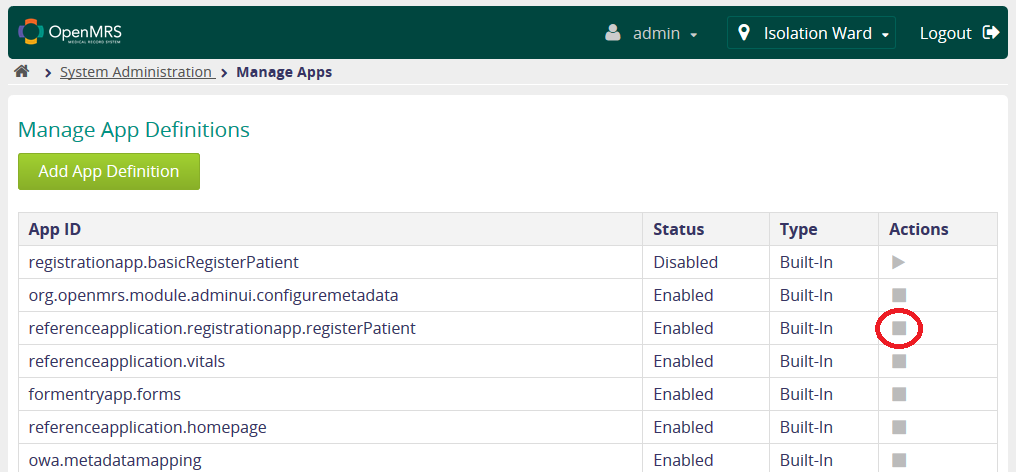 OpenMRS
MEDICAL RECORD SYSTEM
admin
Isolation Ward
Logout
System Administration
Manage Apps
Manage App Definitions
Add App Definition
App ID Status Type Actions
registrationapp.basicRegisterPatient Disabled Built-In
org.openmrs.module.adminui.configuremetadata Enabled Built-In
referenceapplication.registrationapp.registerPatient Enabled Built-In
referenceapplication.vitals Enabled Built-In
formentryapp.forms Enabled Built-In
referenceapplication.homepage Enabled Built-In
owa.metadatamapping Enabled Built-In